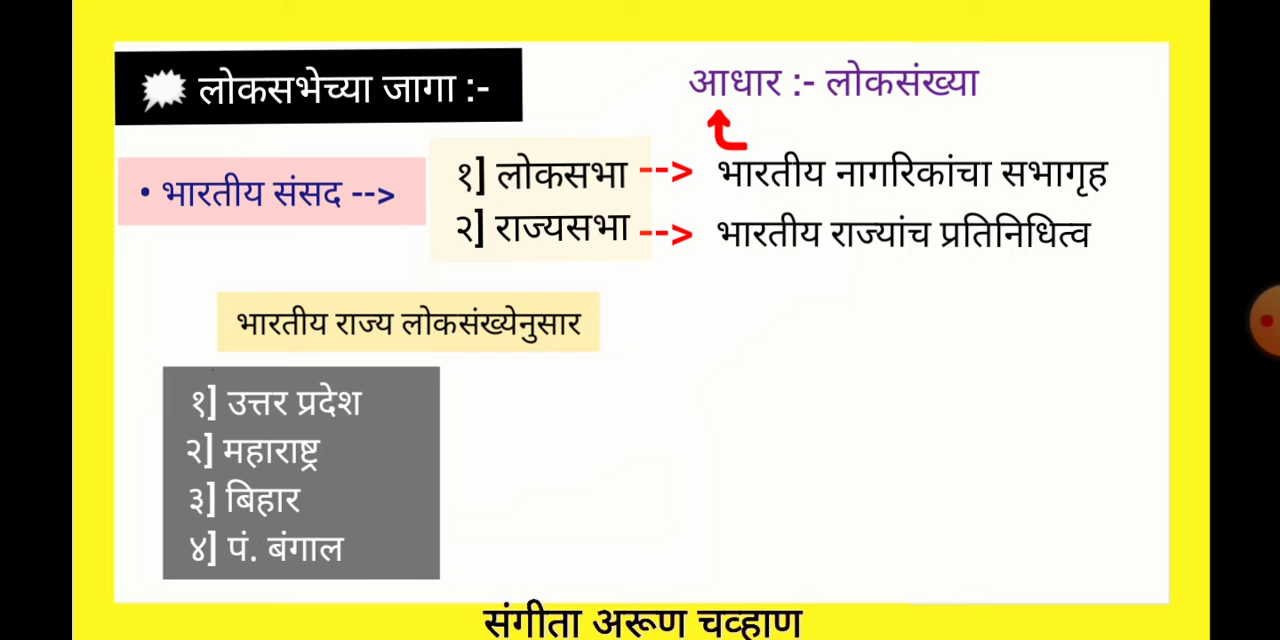 लोकसभेच्या जागा :-
आधार :- लोकसंख्या
• भारतीय संसद -->
१] लोकसभा --> भारतीय नागरिकांचा सभागृह
२] राज्यसभा --> भारतीय राज्यांच प्रतिनिधित्व
भारतीय राज्य लोकसंख्येनुसार
१] उत्तर प्रदेश
२] महाराष्ट्र
३] बिहार
४] पं. बंगाल
संगीता अरूण चव्हाण